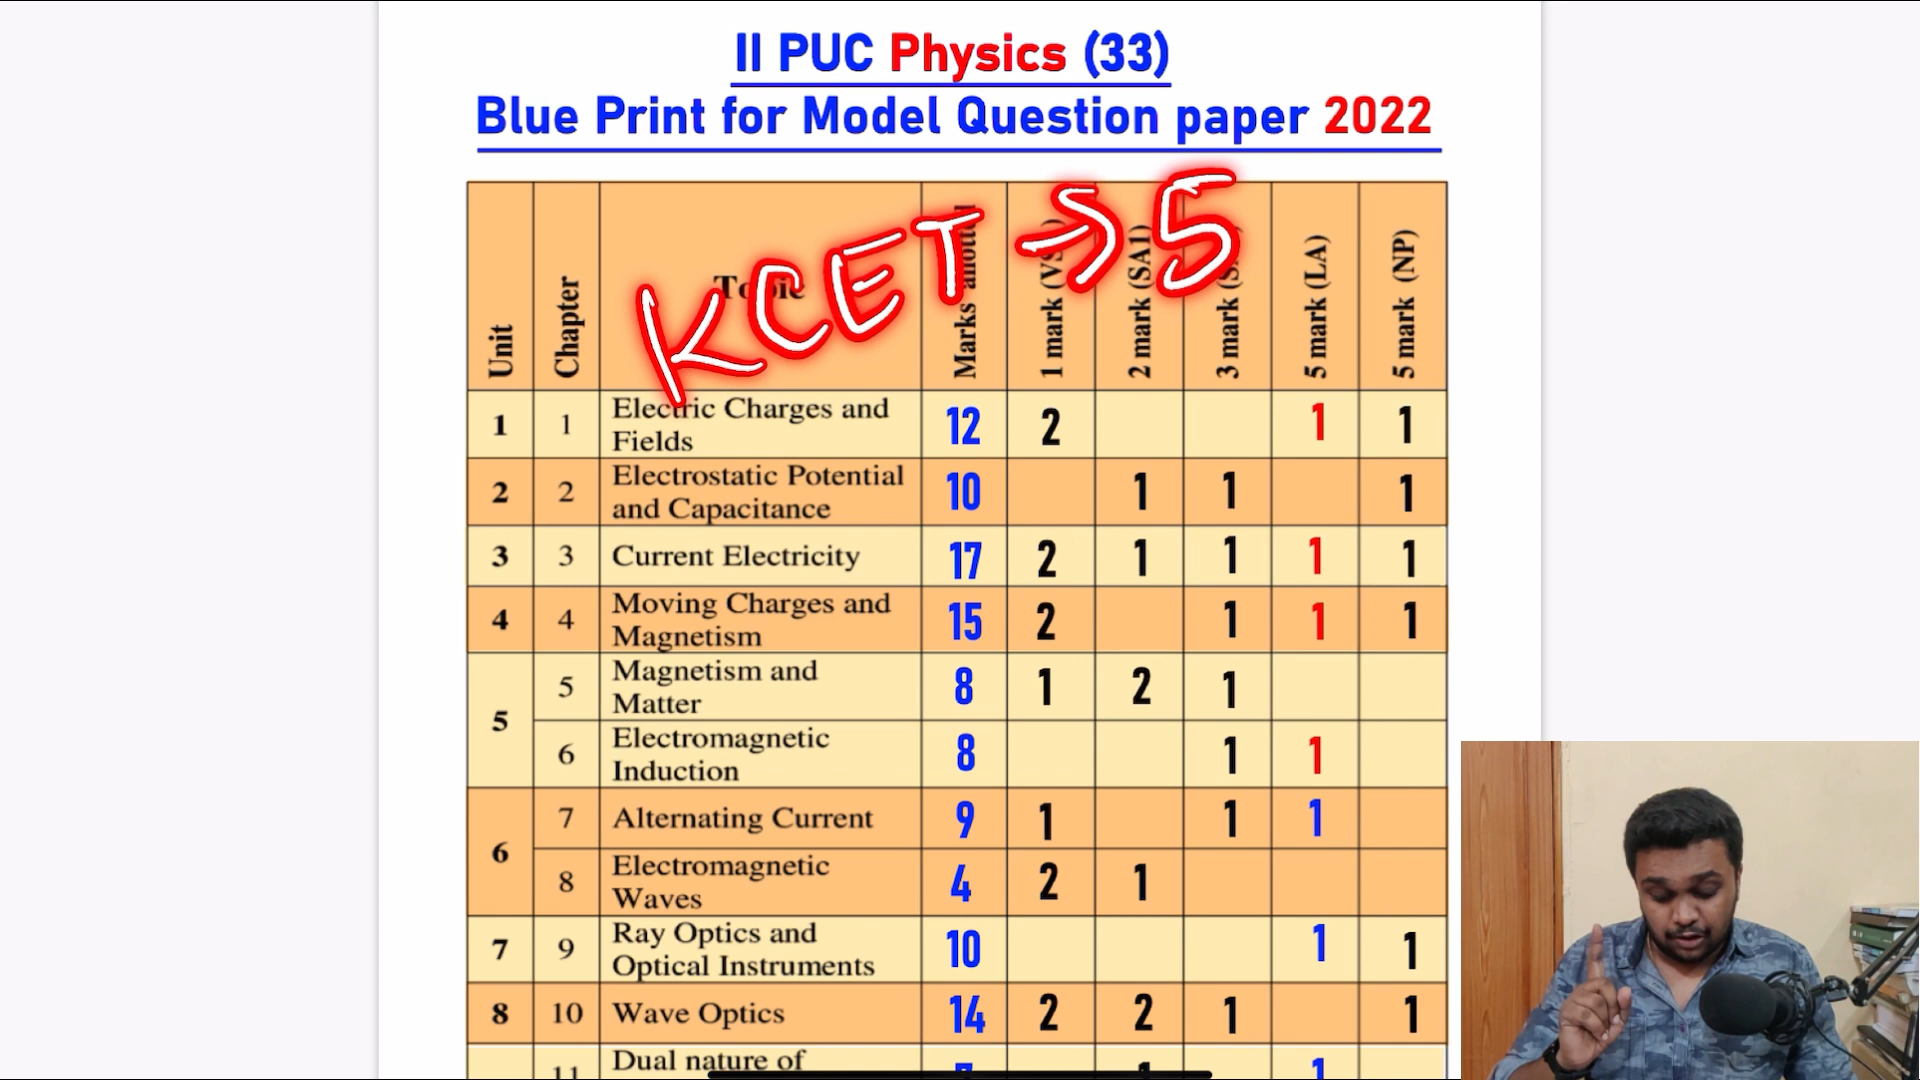 II PUC Physics (33)
Blue Print for Model Question paper 2022
KCET → 5
Unit
Chapter
Topic
Marks allotted
1 mark
2 mark (SA1)
3 mark
5 mark (LA)
5 mark (NP)
1 1 Electric Charges and Fields 12 2 1 1
2 2 Electrostatic Potential and Capacitance 10 1 1 1
3 3 Current Electricity 17 2 1 1 1 1
4 4 Moving Charges and Magnetism 15 2 1 1 1
5 5 Magnetism and Matter 8 1 2 1
6 Electromagnetic Induction 8 1 1
6 7 Alternating Current 9 1 1 1
8 Electromagnetic Waves 4 2 1
7 9 Ray Optics and Optical Instruments 10 1 1
8 10 Wave Optics 14 2 2 1 1
11 Dual nature of 1 1